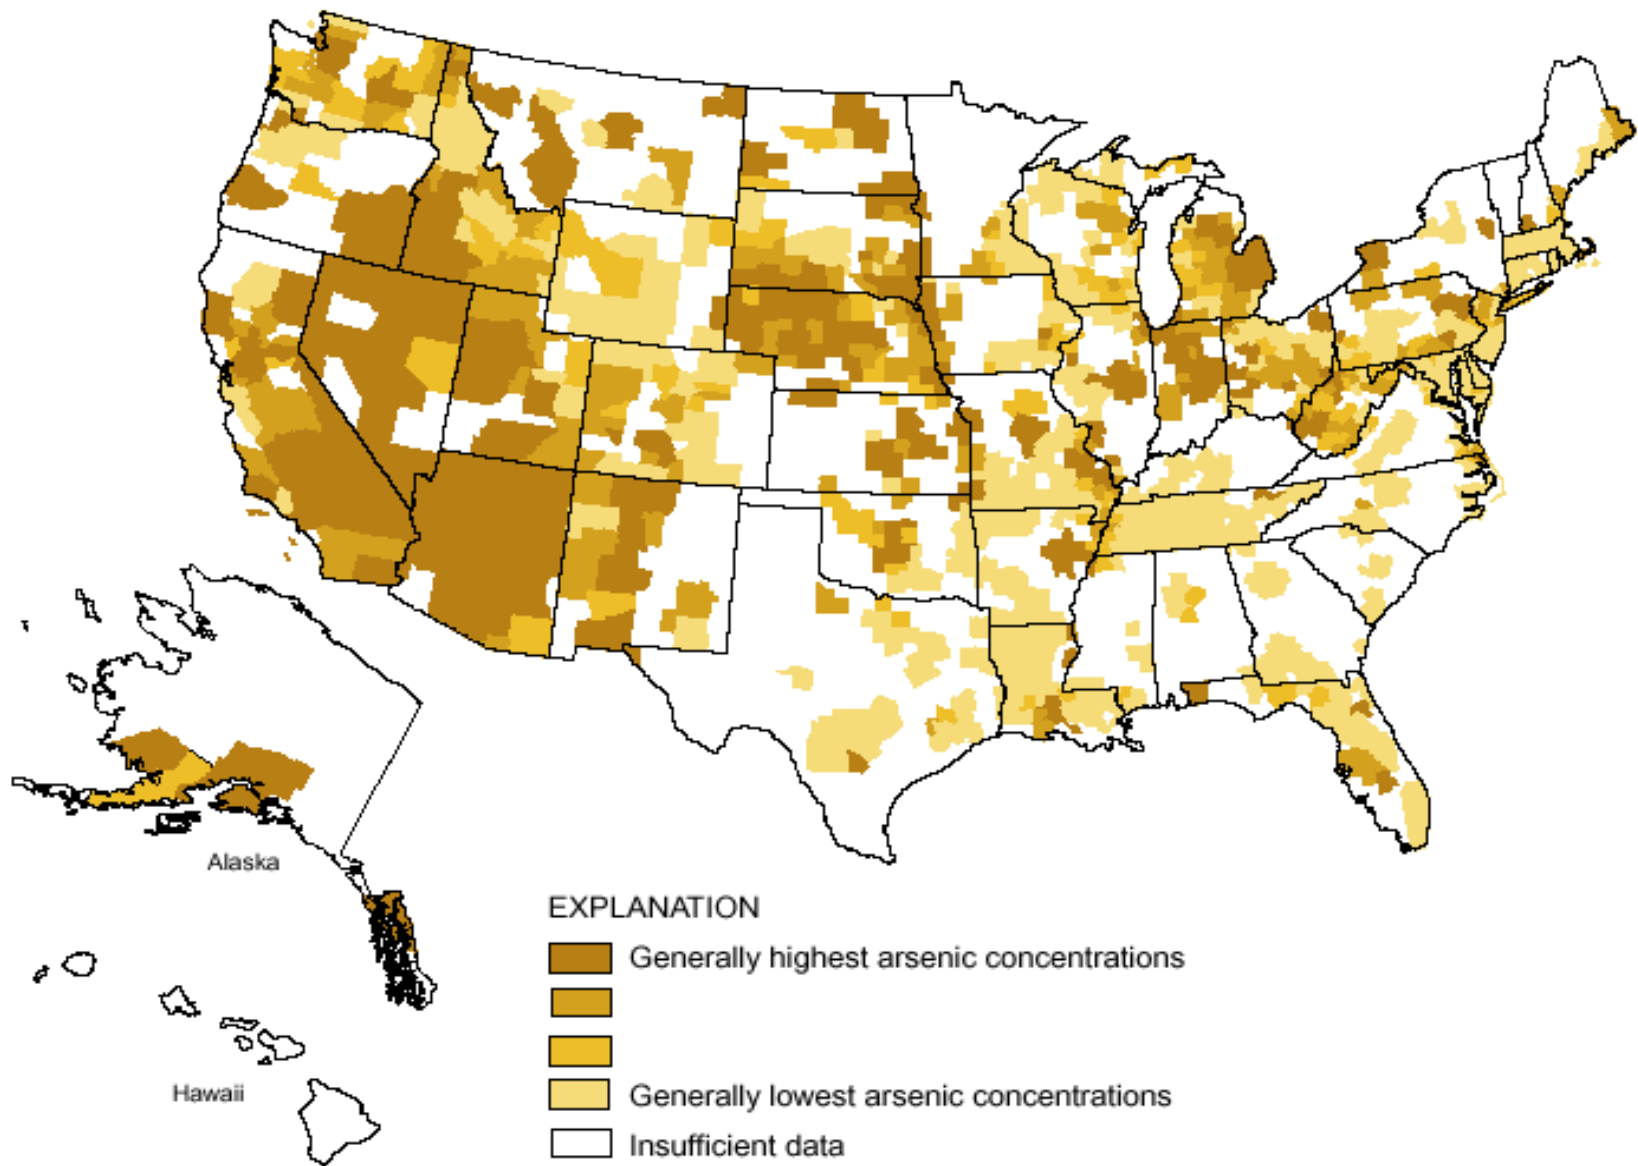 Alaska
Hawaii
EXPLANATION
Generally highest arsenic concentrations
Generally lowest arsenic concentrations
Insufficient data